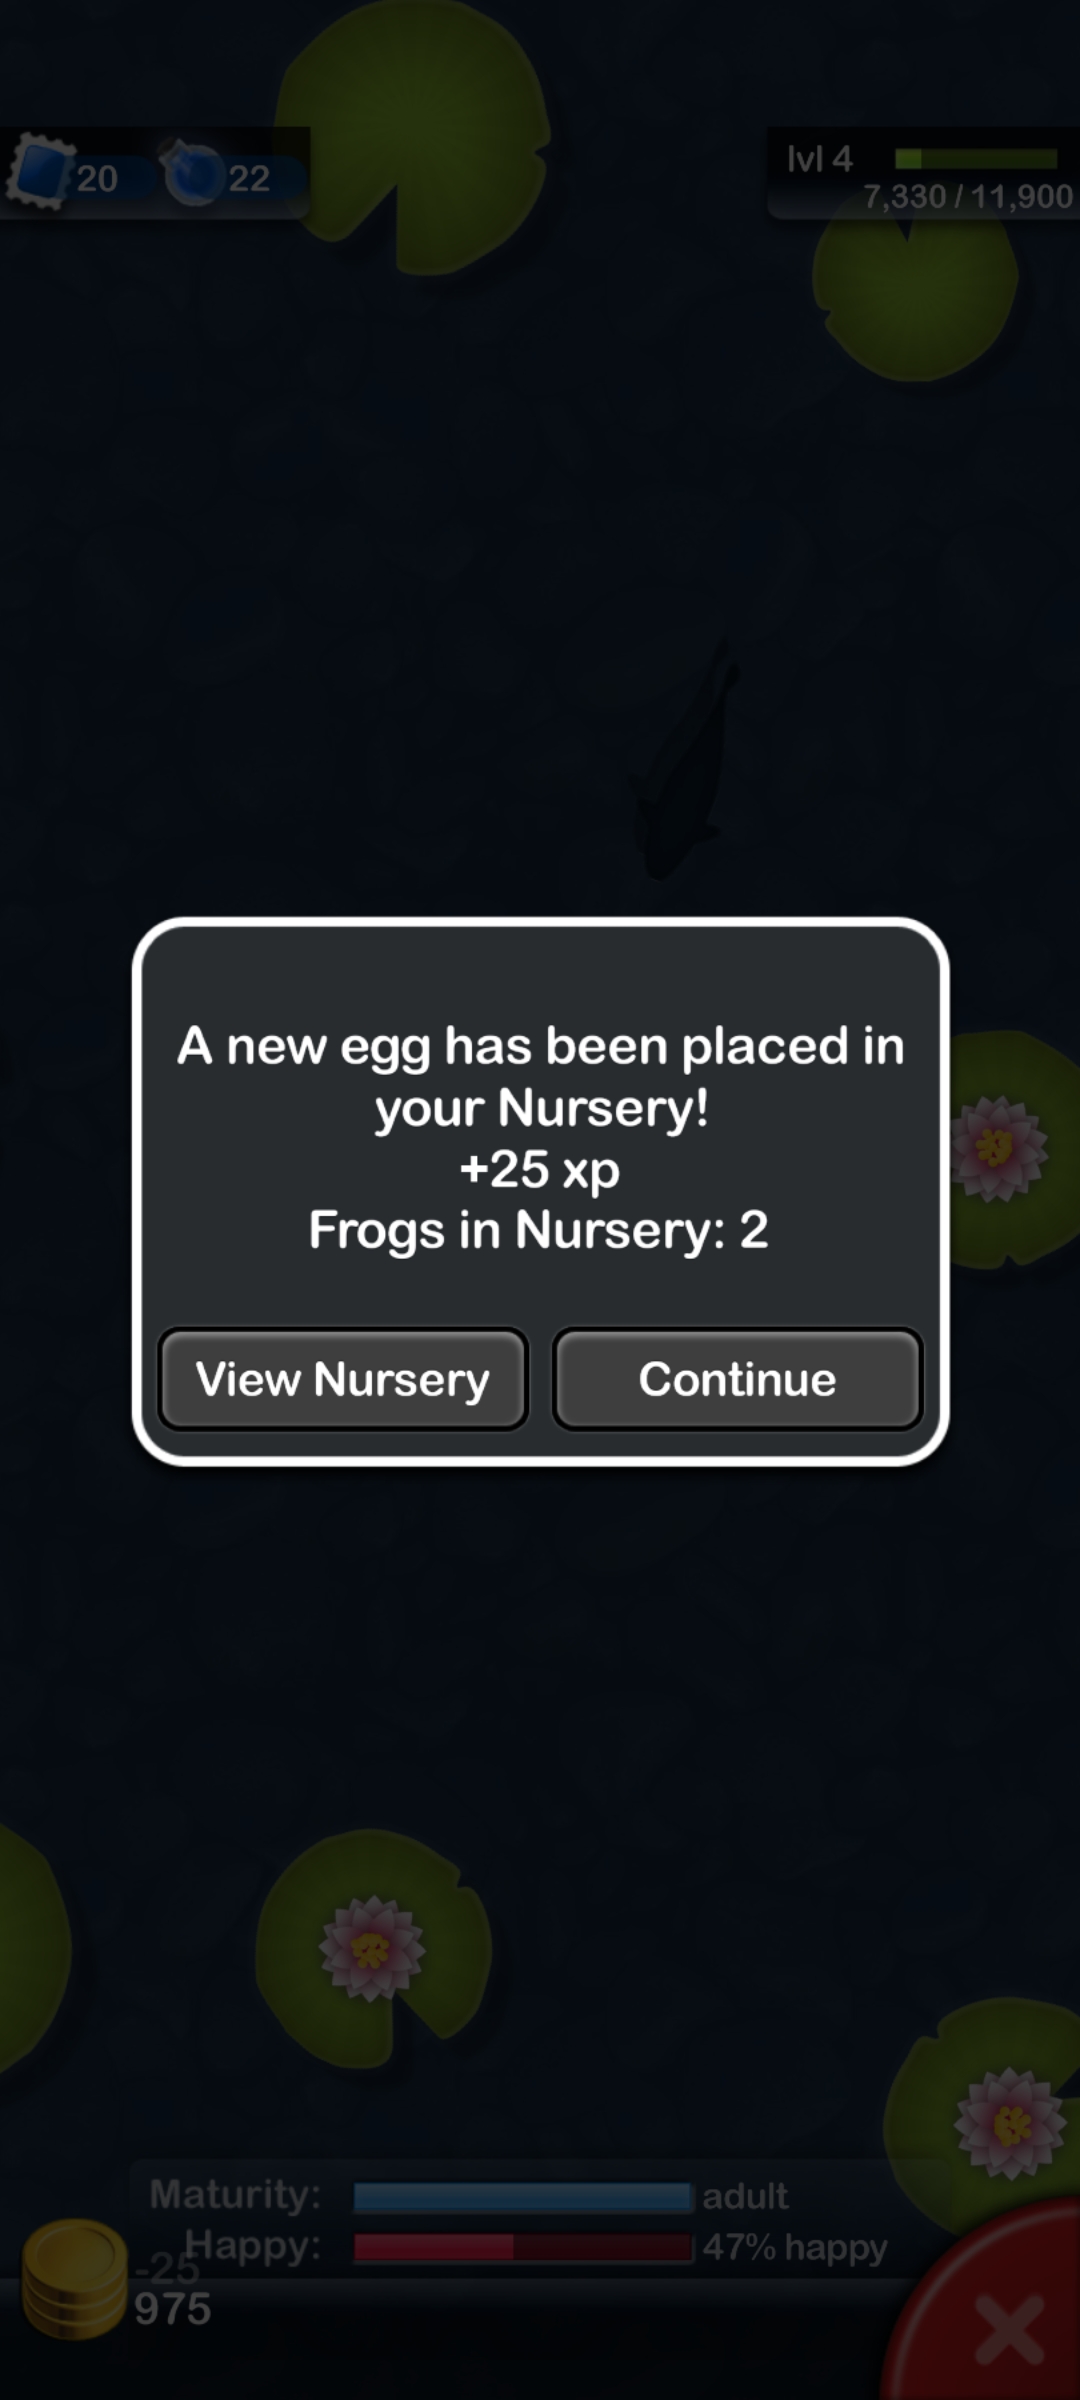 20 22
lvl 4
7,330 / 11,900
A new egg has been placed in
your Nursery!
+25 xp
Frogs in Nursery: 2
View Nursery Continue
Maturity: adult
Happy: 47% happy
-25
975